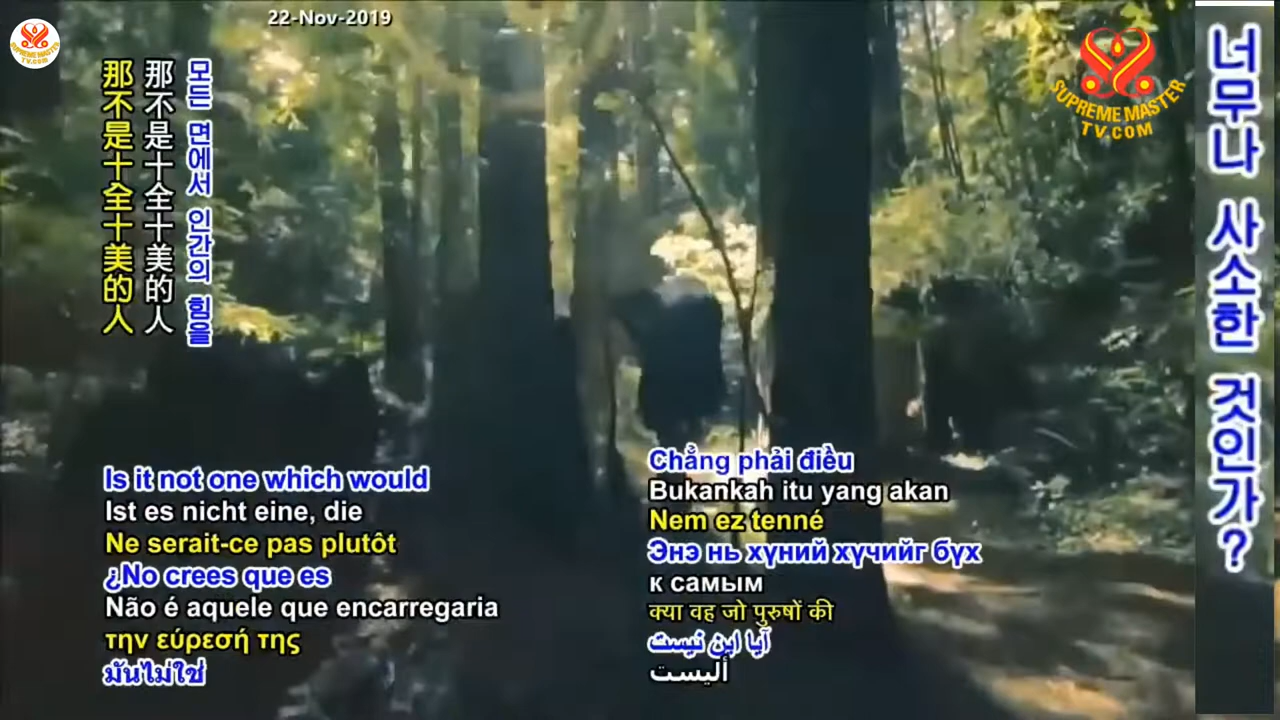 22-Nov-2019
SUPREME MASTER
TV.com
SUPREME MASTER
TV.COM
那不是十全十美的人
那不是十全十美的人
모든 면에서 인간의 힘을
너무나 사소한 것인가?
Is it not one which would
Ist es nicht eine, die
Ne serait-ce pas plutôt
¿No crees que es
Não é aquele que encarregaria
την εύρεσή της
มันไม่ใช่
Chẳng phải điều
Bukankah itu yang akan
Nem ez tenné
Энэ нь хүний хүчийг бүх
к самым
क्या वह जो पुरुषों की
آیا این نیست
أليست